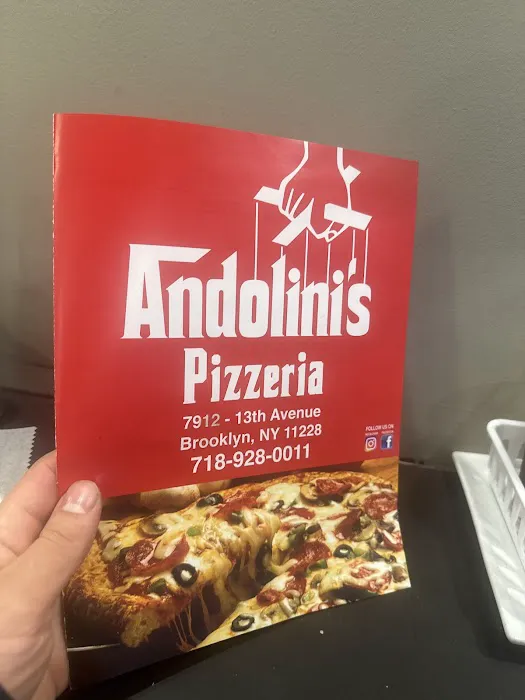 Andolini's
Pizzeria
7912 - 13th Avenue
Brooklyn, NY 11228
718-928-0011
FOLLOW US ON